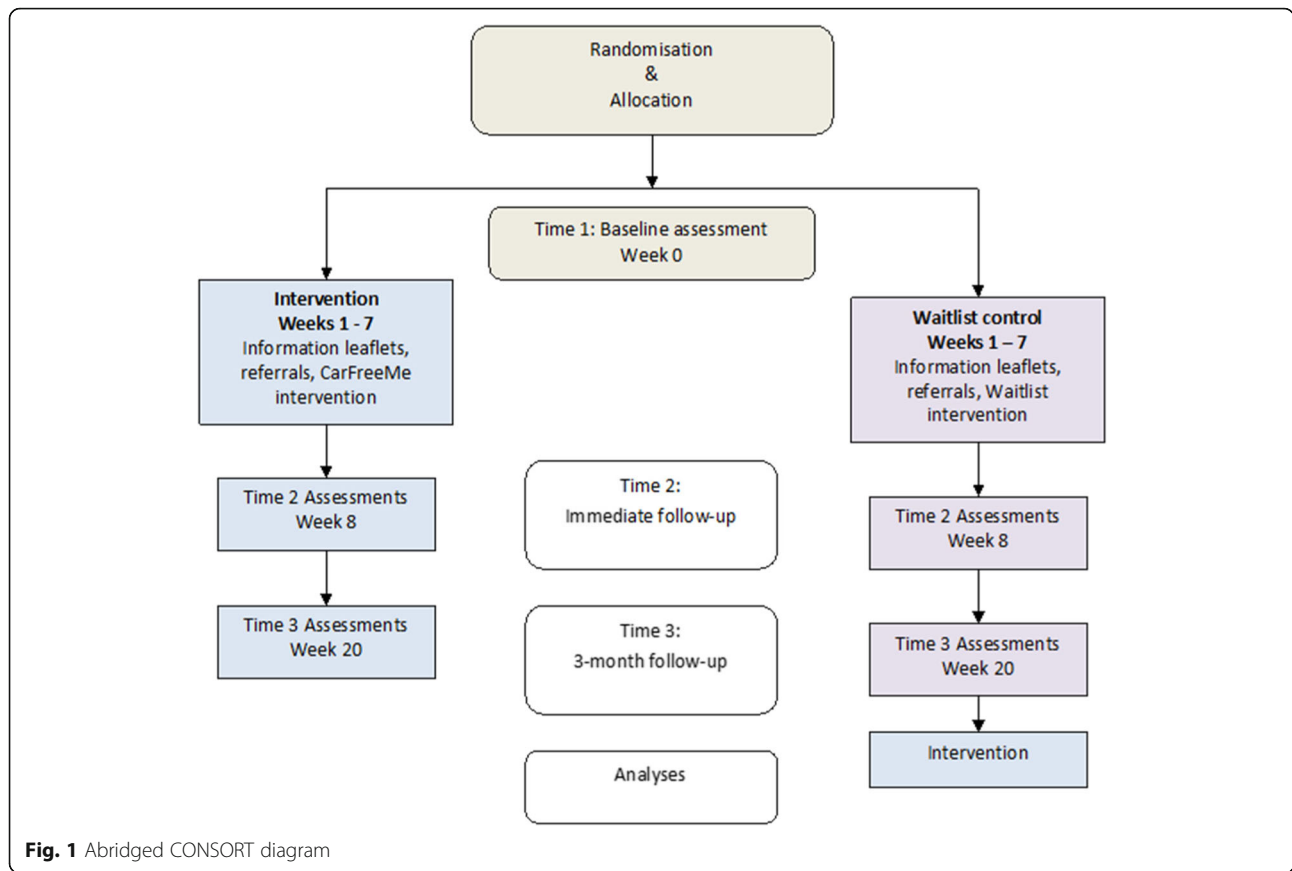 Randomisation
&
Allocation
Time 1: Baseline assessment
Week 0
Intervention
Weeks 1 - 7
Information leaflets,
referrals, CarFreeMe
intervention
Waitlist control
Weeks 1 – 7
Information leaflets,
referrals, Waitlist
intervention
Time 2 Assessments
Week 8
Time 2:
Immediate follow-up
Time 2 Assessments
Week 8
Time 3 Assessments
Week 20
Time 3:
3-month follow-up
Time 3 Assessments
Week 20
Intervention
Analyses
Fig. 1 Abridged CONSORT diagram